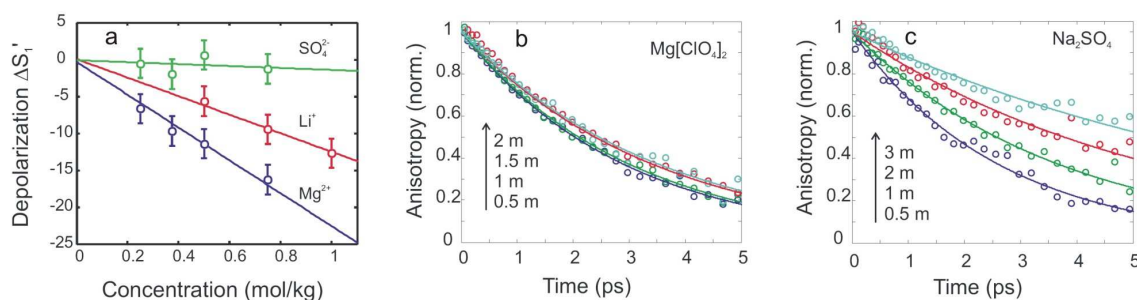 a
SO₄²⁻
Li⁺
Mg²⁺
Depolarization ΔS₁'
5
0
-5
-10
-15
-20
-25
0 0.2 0.4 0.6 0.8 1
Concentration (mol/kg)
b
Mg[ClO₄]₂
2 m
1.5 m
1 m
0.5 m
Anisotropy (norm.)
1.0
0.8
0.6
0.4
0.2
0 1 2 3 4 5
Time (ps)
c
Na₂SO₄
3 m
2 m
1 m
0.5 m
Anisotropy (norm.)
1.0
0.8
0.6
0.4
0.2
0 1 2 3 4 5
Time (ps)